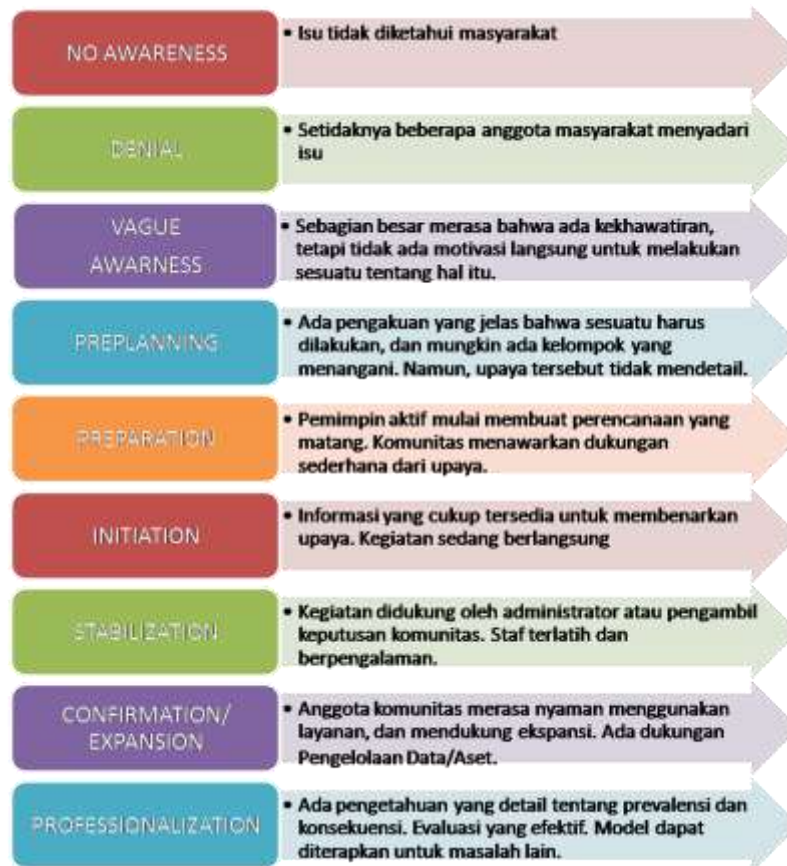 NO AWARENESS
• Isu tidak diketahui masyarakat
DENIAL
• Setidaknya beberapa anggota masyarakat menyadari
isu
VAGUE
AWARNESS
• Sebagian besar merasa bahwa ada kekhawatiran,
tetapi tidak ada motivasi langsung untuk melakukan
sesuatu tentang hal itu.
PREPLANNING
• Ada pengakuan yang jelas bahwa sesuatu harus
dilakukan, dan mungkin ada kelompok yang
menangani. Namun, upaya tersebut tidak mendetail.
PREPARATION
• Pemimpin aktif mulai membuat perencanaan yang
matang. Komunitas menawarkan dukungan
sederhana dari upaya.
INITIATION
• Informasi yang cukup tersedia untuk membenarkan
upaya. Kegiatan sedang berlangsung
STABILIZATION
• Kegiatan didukung oleh administrator atau pengambil
keputusan komunitas. Staf terlatih dan
berpengalaman.
CONFIRMATION/
EXPANSION
• Anggota komunitas merasa nyaman menggunakan
layanan, dan mendukung ekspansi. Ada dukungan
Pengelolaan Data/Aset.
PROFESSIONALIZATION
• Ada pengetahuan yang detail tentang prevalensi dan
konsekuensi. Evaluasi yang efektif. Model dapat
diterapkan untuk masalah lain.